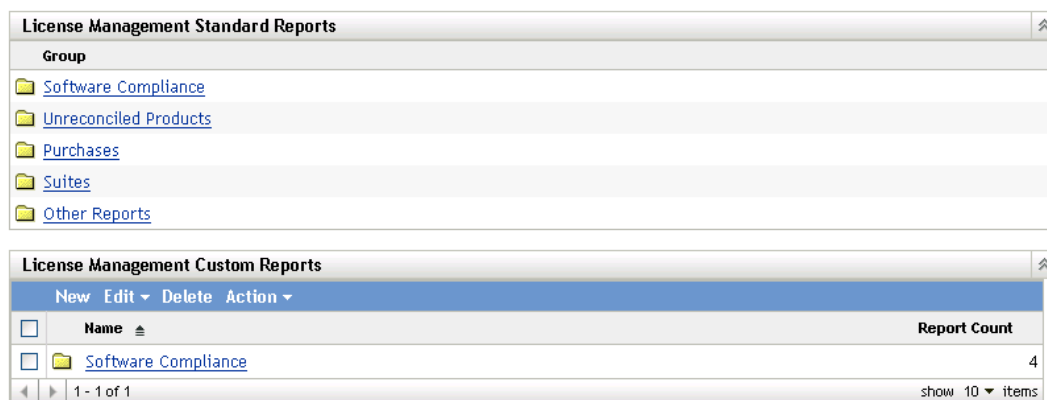 License Management Standard Reports
Group
Software Compliance
Unreconciled Products
Purchases
Suites
Other Reports
License Management Custom Reports
New Edit Delete Action
Name Report Count
Software Compliance 4
1 - 1 of 1 show 10 items